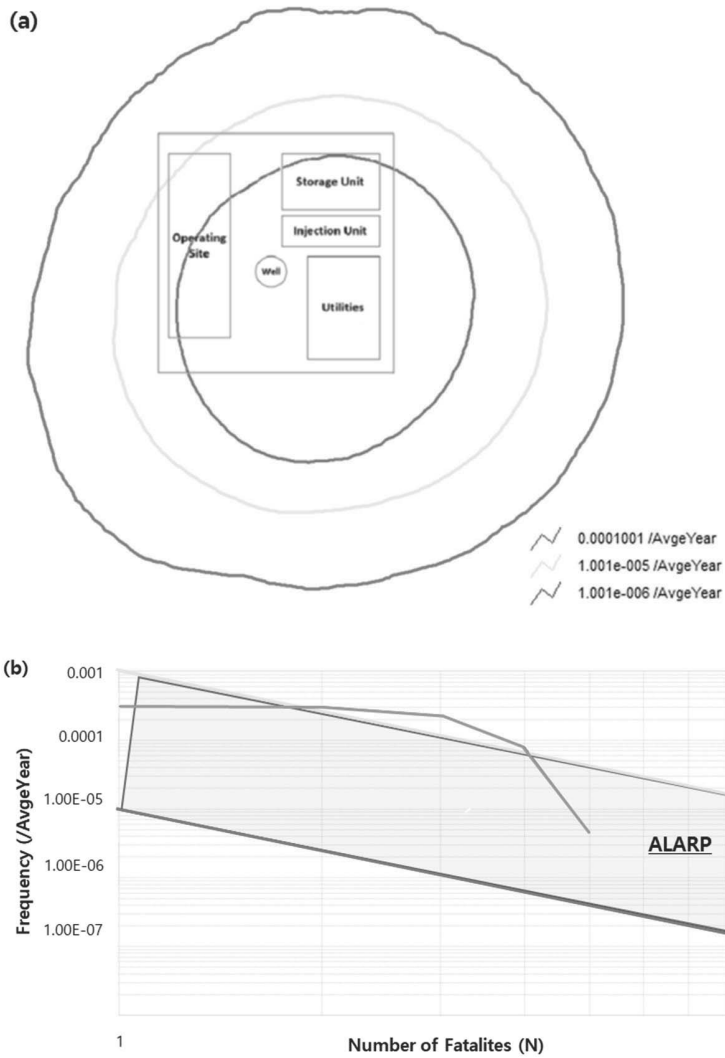 (a)
Storage Unit
Injection Unit
Operating
Site
Well
Utilities
0.0001001 /AvgeYear
1.001e-005 /AvgeYear
1.001e-006 /AvgeYear
(b)
0.001
0.0001
1.00E-05
1.00E-06
1.00E-07
Frequency (/AvgeYear)
ALARP
1
Number of Fatalites (N)